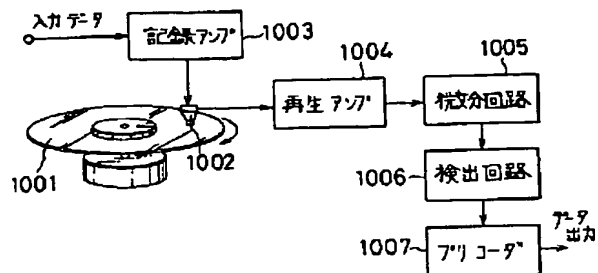 入力データ
記録アンプ
1003
1004
再生アンプ
1005
微分回路
1001
1002
1006
検出回路
1007
プリコーダ
データ
出力